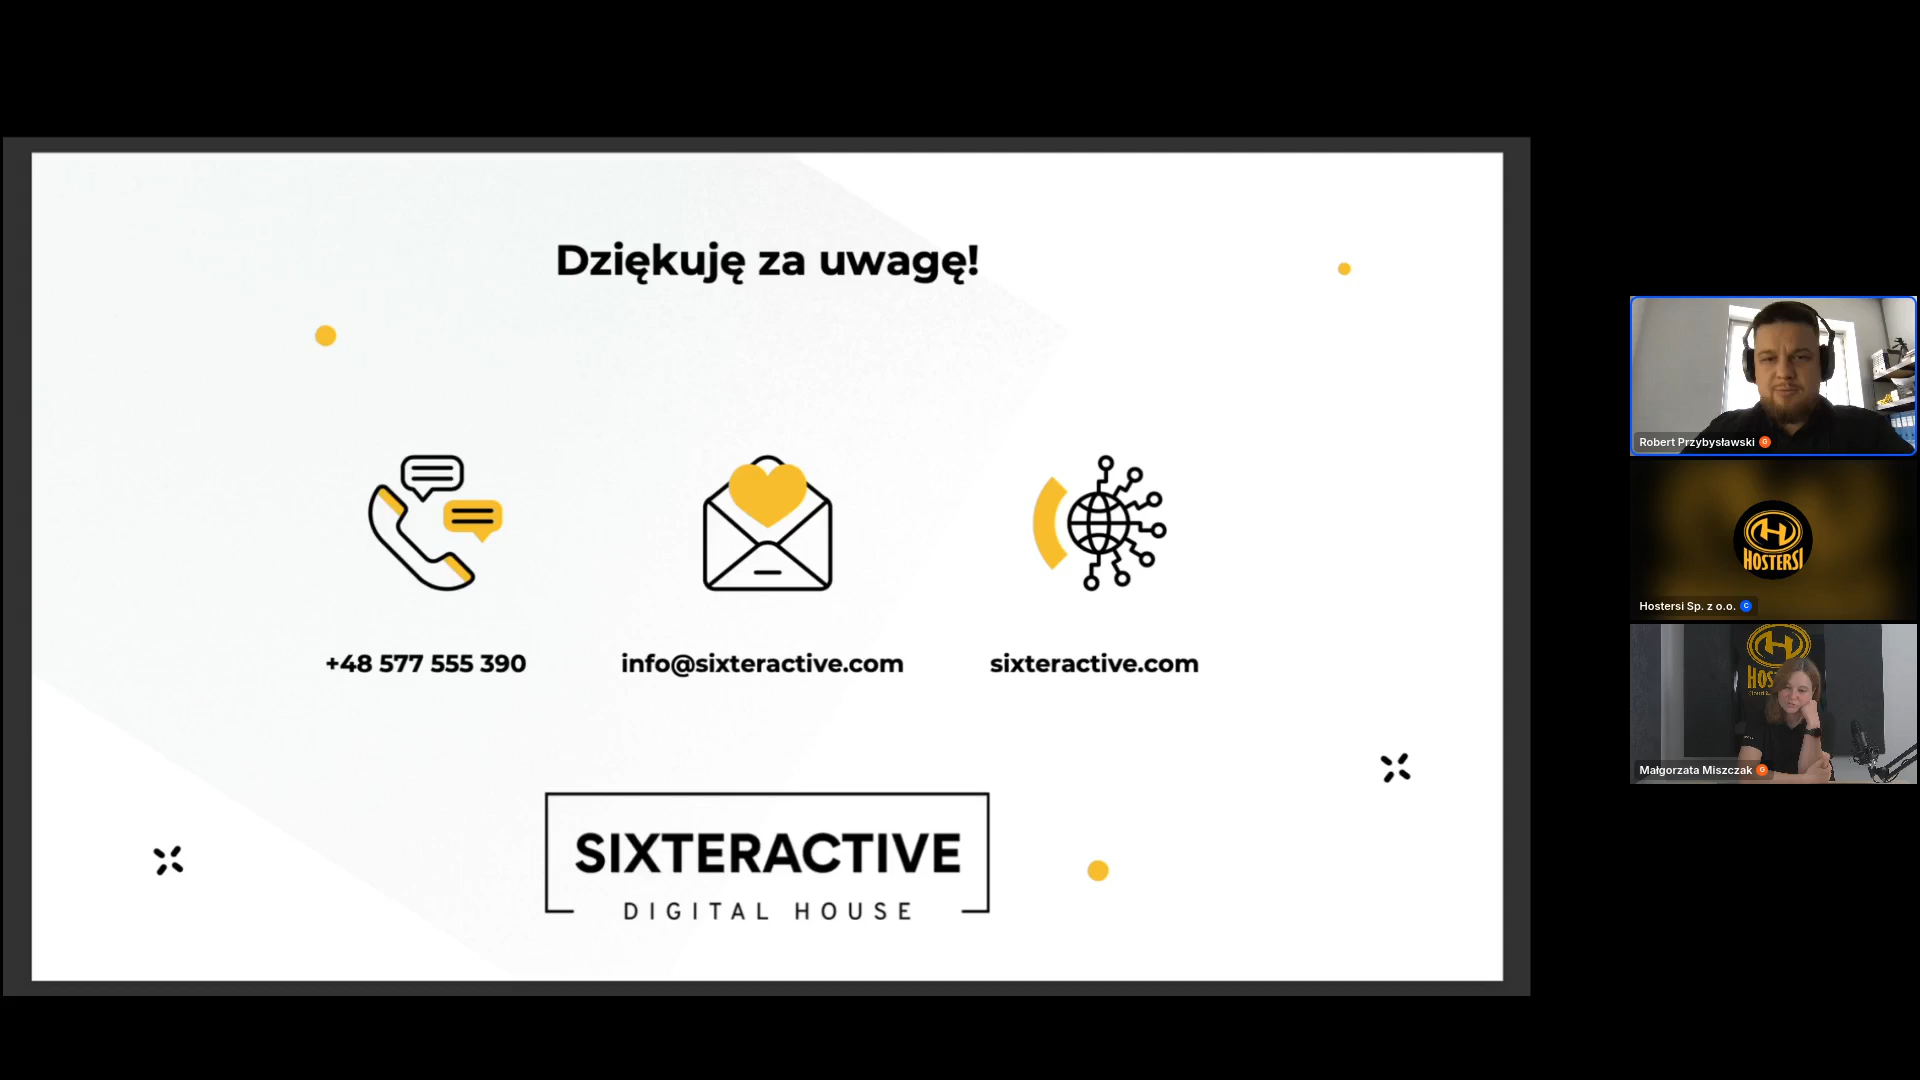 Dziękuję za uwagę!
+48 577 555 390
info@sixteractive.com
sixteractive.com
SIXTERACTIVE
DIGITAL HOUSE
Robert Przybysławski
HOSTERSI
Hostersi Sp. z o.o.
Małgorzata Miszczak